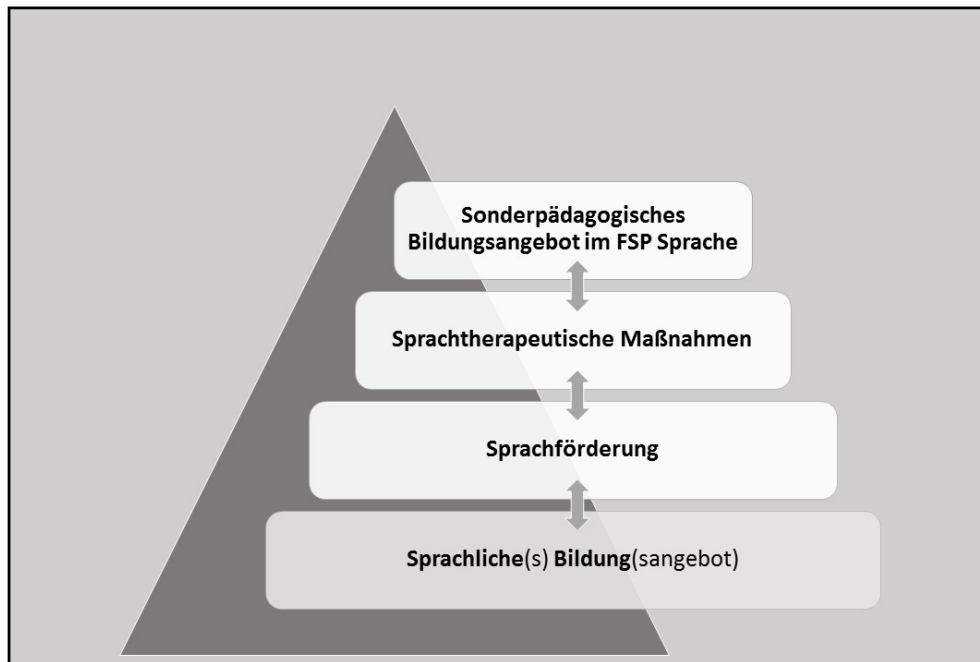 Sonderpädagogisches
Bildungsangebot im FSP Sprache
Sprachtherapeutische Maßnahmen
Sprachförderung
Sprachliche(s) Bildung(sangebot)